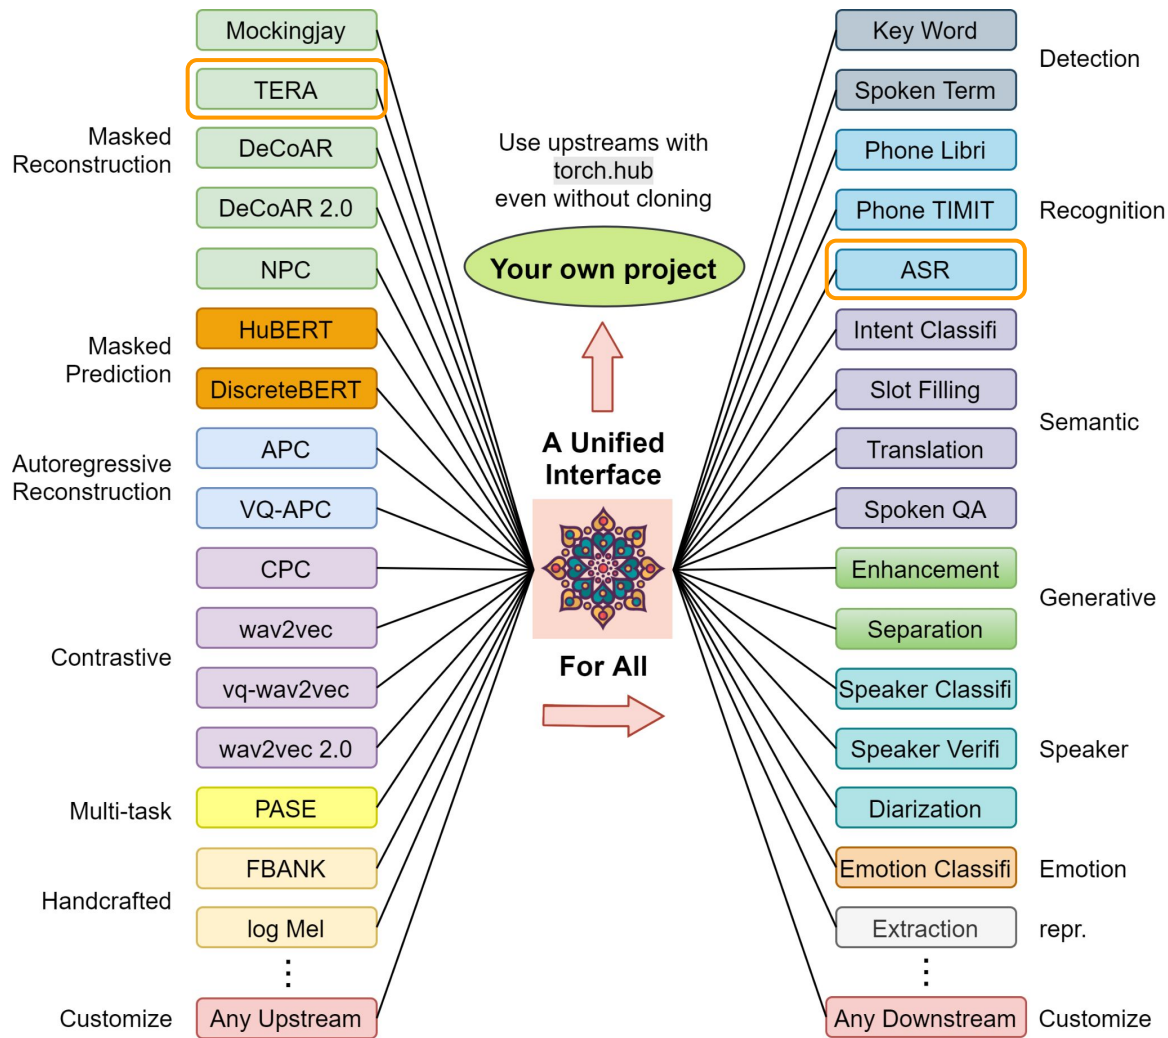 Mockingjay
TERA
Masked
Reconstruction
DeCoAR
DeCoAR 2.0
NPC
Masked
Prediction
HuBERT
DiscreteBERT
Autoregressive
Reconstruction
APC
VQ-APC
Contrastive
CPC
wav2vec
vq-wav2vec
wav2vec 2.0
Multi-task
PASE
Handcrafted
FBANK
log Mel
Customize
Any Upstream
Use upstreams with
torch.hub
even without cloning
Your own project
A Unified
Interface
For All
Key Word
Spoken Term
Detection
Phone Libri
Phone TIMIT
ASR
Recognition
Intent Classifi
Slot Filling
Translation
Spoken QA
Semantic
Enhancement
Separation
Generative
Speaker Classifi
Speaker Verifi
Diarization
Speaker
Emotion Classifi
Emotion
Extraction
repr.
Any Downstream
Customize